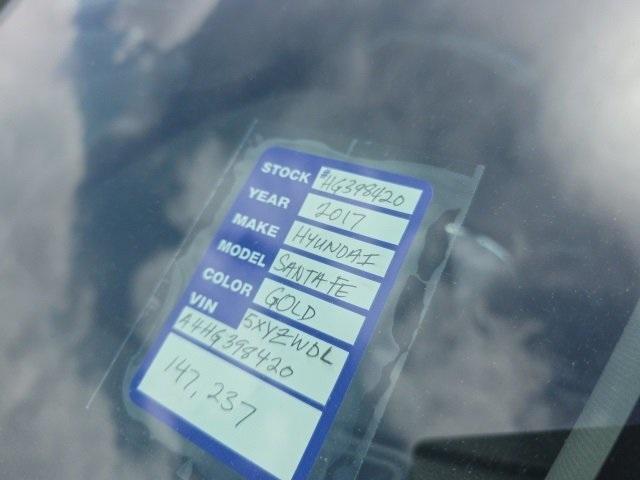 STOCK #HG398420
YEAR 2017
MAKE HYUNDAI
MODEL SANTA FE
COLOR GOLD
VIN 5XYZWDL
A4HG398420
147,237